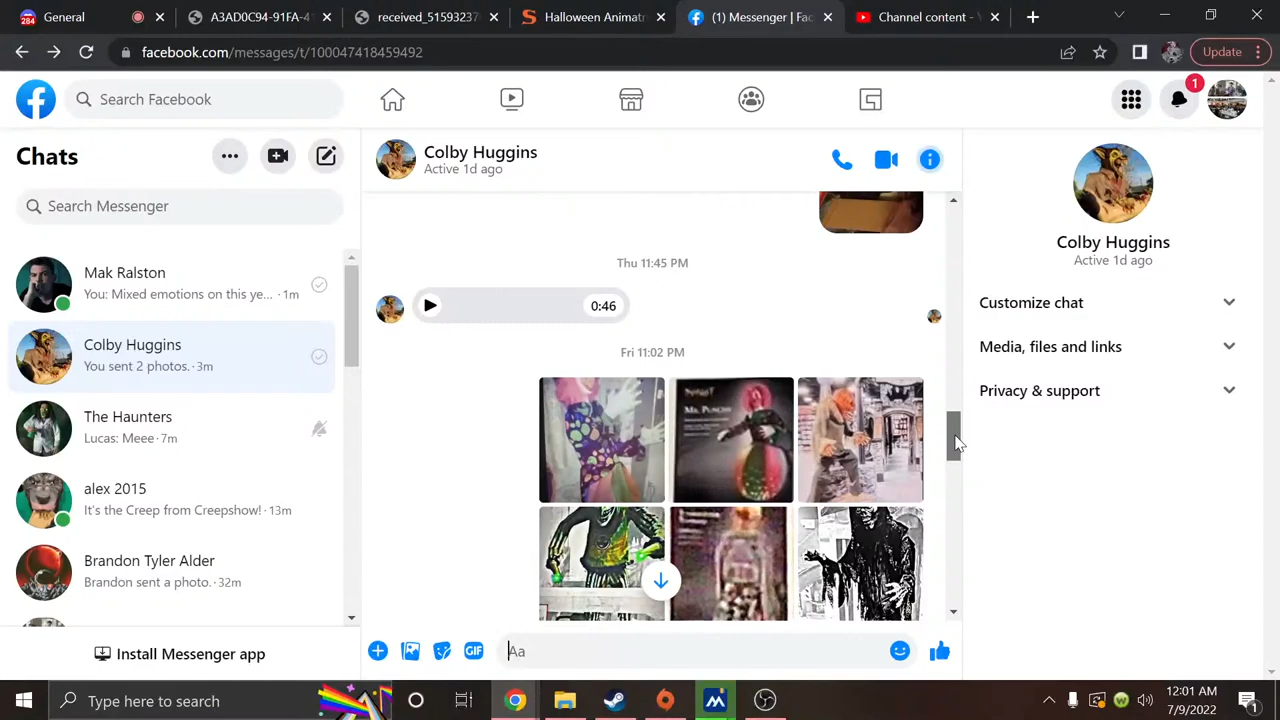 General
A3AD0C94-91FA-4
received_515932
Halloween Animatr
(1) Messenger | Fac
Channel content -
facebook.com/messages/t/100047418459492
Update
Search Facebook
1
Chats
Search Messenger
Mak Ralston
You: Mixed emotions on this ye... · 1m
Colby Huggins
You sent 2 photos. · 3m
The Haunters
Lucas: Meee · 7m
alex 2015
It's the Creep from Creepshow! · 13m
Brandon Tyler Alder
Brandon sent a photo. · 32m
Install Messenger app
Colby Huggins
Active 1d ago
Thu 11:45 PM
0:46
Fri 11:02 PM
GIF
Aa
Colby Huggins
Active 1d ago
Customize chat
Media, files and links
Privacy & support
Type here to search
12:01 AM
7/9/2022
1